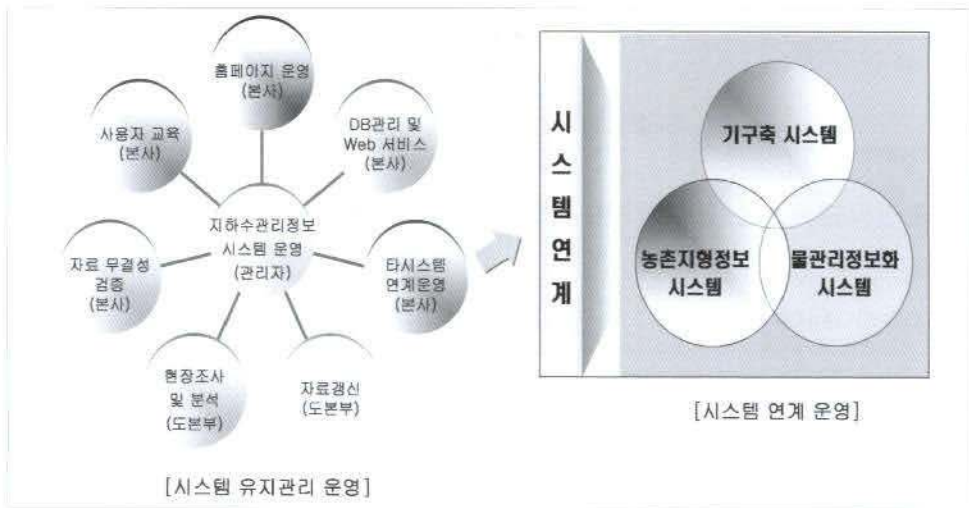 홈페이지 운영
(본사)
DB관리 및
Web 서비스
(본사)
사용자 교육
(본사)
지하수관리정보
시스템 운영
(관리자)
자료 무결성
검증
(본사)
타시스템
연계운영
(본사)
현장조사
및 분석
(도본부)
자료갱신
(도본부)
[시스템 유지관리 운영]
시
스
템
연
계
기구축 시스템
농촌지형정보
시스템
물관리정보화
시스템
[시스템 연계 운영]